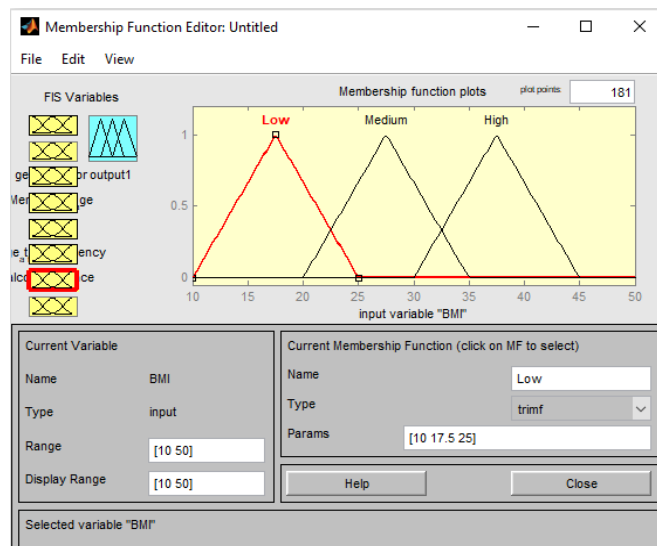 Membership Function Editor: Untitled
File Edit View
FIS Variables
Membership function plots
plot points:
181
Low Medium High
1
0.5
0
output1
ency
10 15 20 25 30 35 40 45 50
input variable "BMI"
Current Variable
Name BMI
Type input
Range [10 50]
Display Range [10 50]
Current Membership Function (click on MF to select)
Name Low
Type trimf
Params [10 17.5 25]
Help Close
Selected variable "BMI"